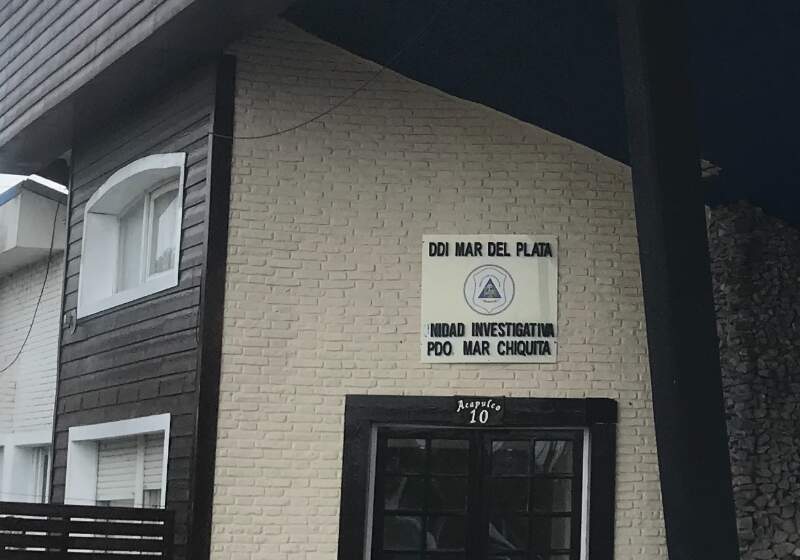 DDI MAR DEL PLATA
NIDAD INVESTIGATIVA
PDO MAR CHIQUITA
Acapulco
10